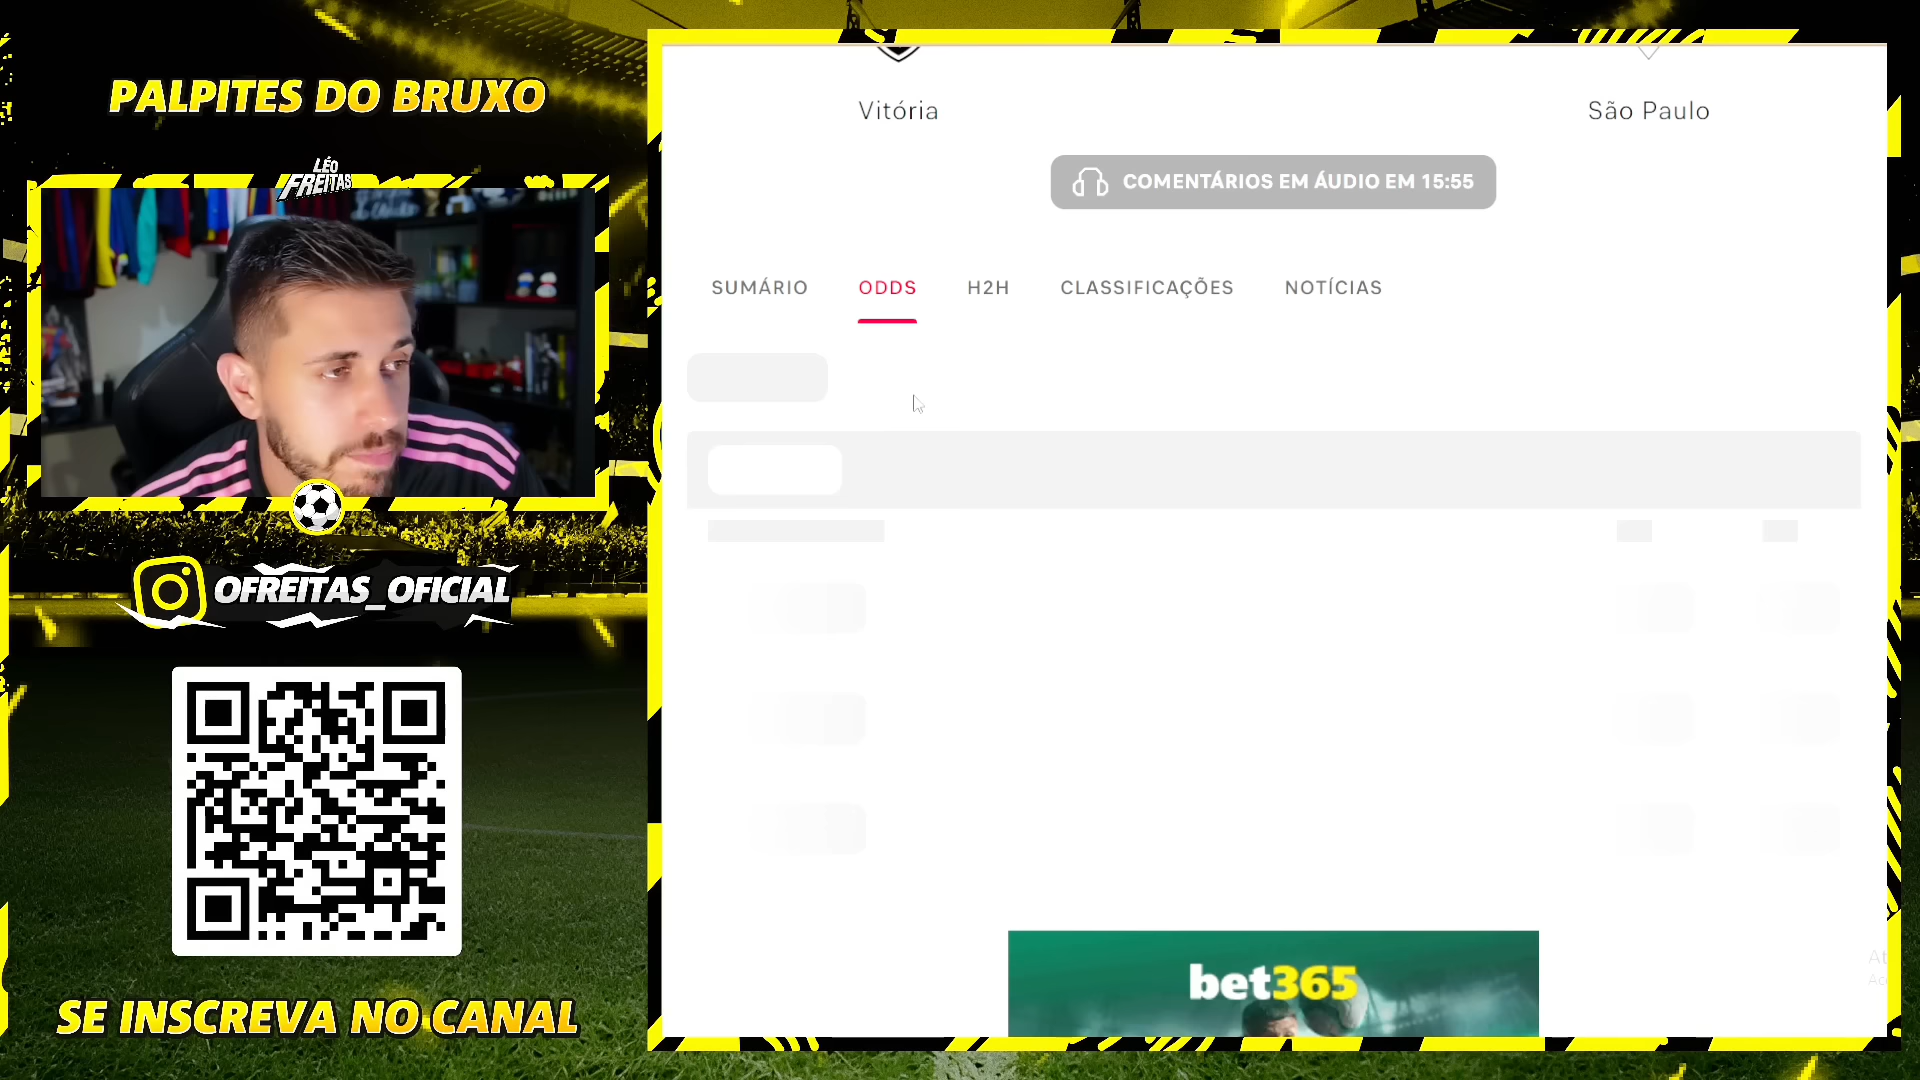 PALPITES DO BRUXO
LÉO
FREITAS
OFREITAS_OFICIAL
SE INSCREVA NO CANAL
Vitória
São Paulo
COMENTÁRIOS EM ÁUDIO EM 15:55
SUMÁRIO
ODDS
H2H
CLASSIFICAÇÕES
NOTÍCIAS
bet365